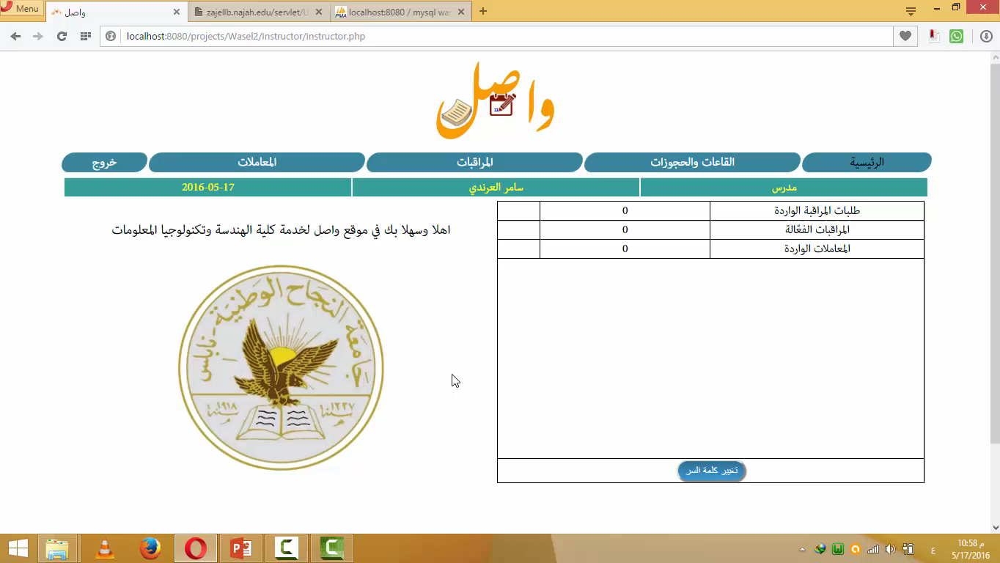 Menu
واصل
zajellb.najah.edu/servlet/U
localhost:8080 / mysql wa
localhost:8080/projects/Wasel2/Instructor/Instructor.php
واصل
الرئيسية
القاعات والحجوزات
المراقبات
المعاملات
خروج
مدرس
سامر العرندي
2016-05-17
طلبات المراقبة الواردة
0
المراقبات الفعّالة
0
المعاملات الواردة
0
تغيير كلمة السر
اهلا وسهلا بك في موقع واصل لخدمة كلية الهندسة وتكنولوجيا المعلومات
جامعة النجاح الوطنية - نابلس
سنة ١٣٣٧
سنة ١٩١٨
ع
10:58 م
5/17/2016